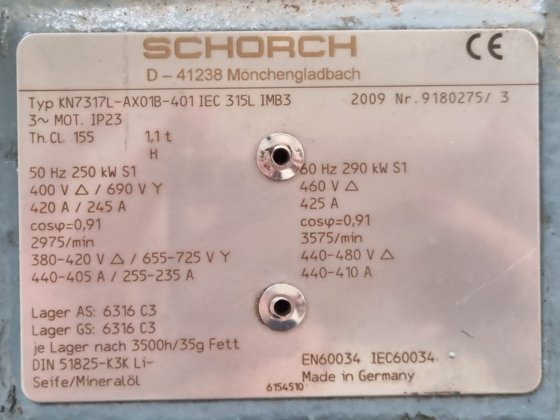 SCHORCH CE
D - 41238 Mönchengladbach
Typ KN7317L-AX01B-401 IEC 315L IMB3 2009 Nr. 9180275/ 3
3~ MOT. IP23
Th.Cl. 155 1,1 t
H
50 Hz 250 kW S1 60 Hz 290 kW S1
400 V △ / 690 V Y 460 V △
420 A / 245 A 425 A
cosφ=0,91 cosφ=0,91
2975/min 3575/min
380-420 V △ / 655-725 V Y 440-480 V △
440-405 A / 255-235 A 440-410 A
Lager AS: 6316 C3
Lager GS: 6316 C3
je Lager nach 3500h/35g Fett
DIN 51825-K3K Li- EN60034 IEC60034
Seife/Mineralöl 6154510 Made in Germany